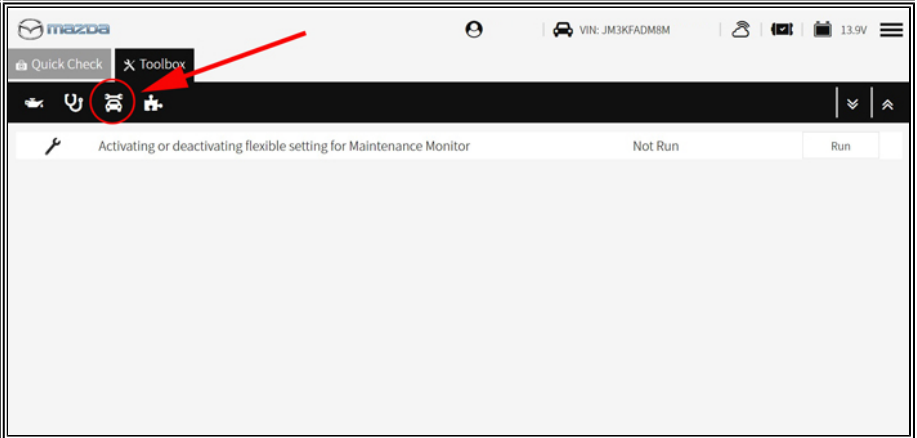 mazda
VIN: JM3KFADM8M
13.9V
Quick Check
Toolbox
Activating or deactivating flexible setting for Maintenance Monitor Not Run Run